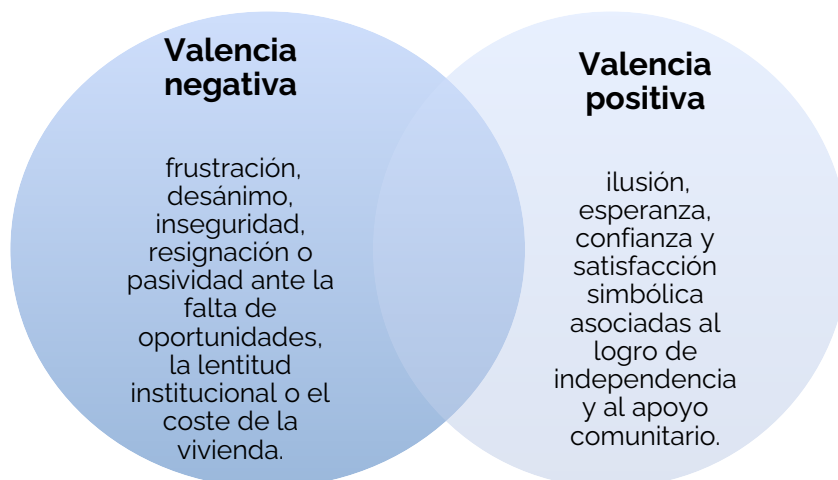 Valencia
negativa
frustración,
desánimo,
inseguridad,
resignación o
pasividad ante la
falta de
oportunidades,
la lentitud
institucional o el
coste de la
vivienda.
Valencia
positiva
ilusión,
esperanza,
confianza y
satisfacción
simbólica
asociadas al
logro de
independencia
y al apoyo
comunitario.